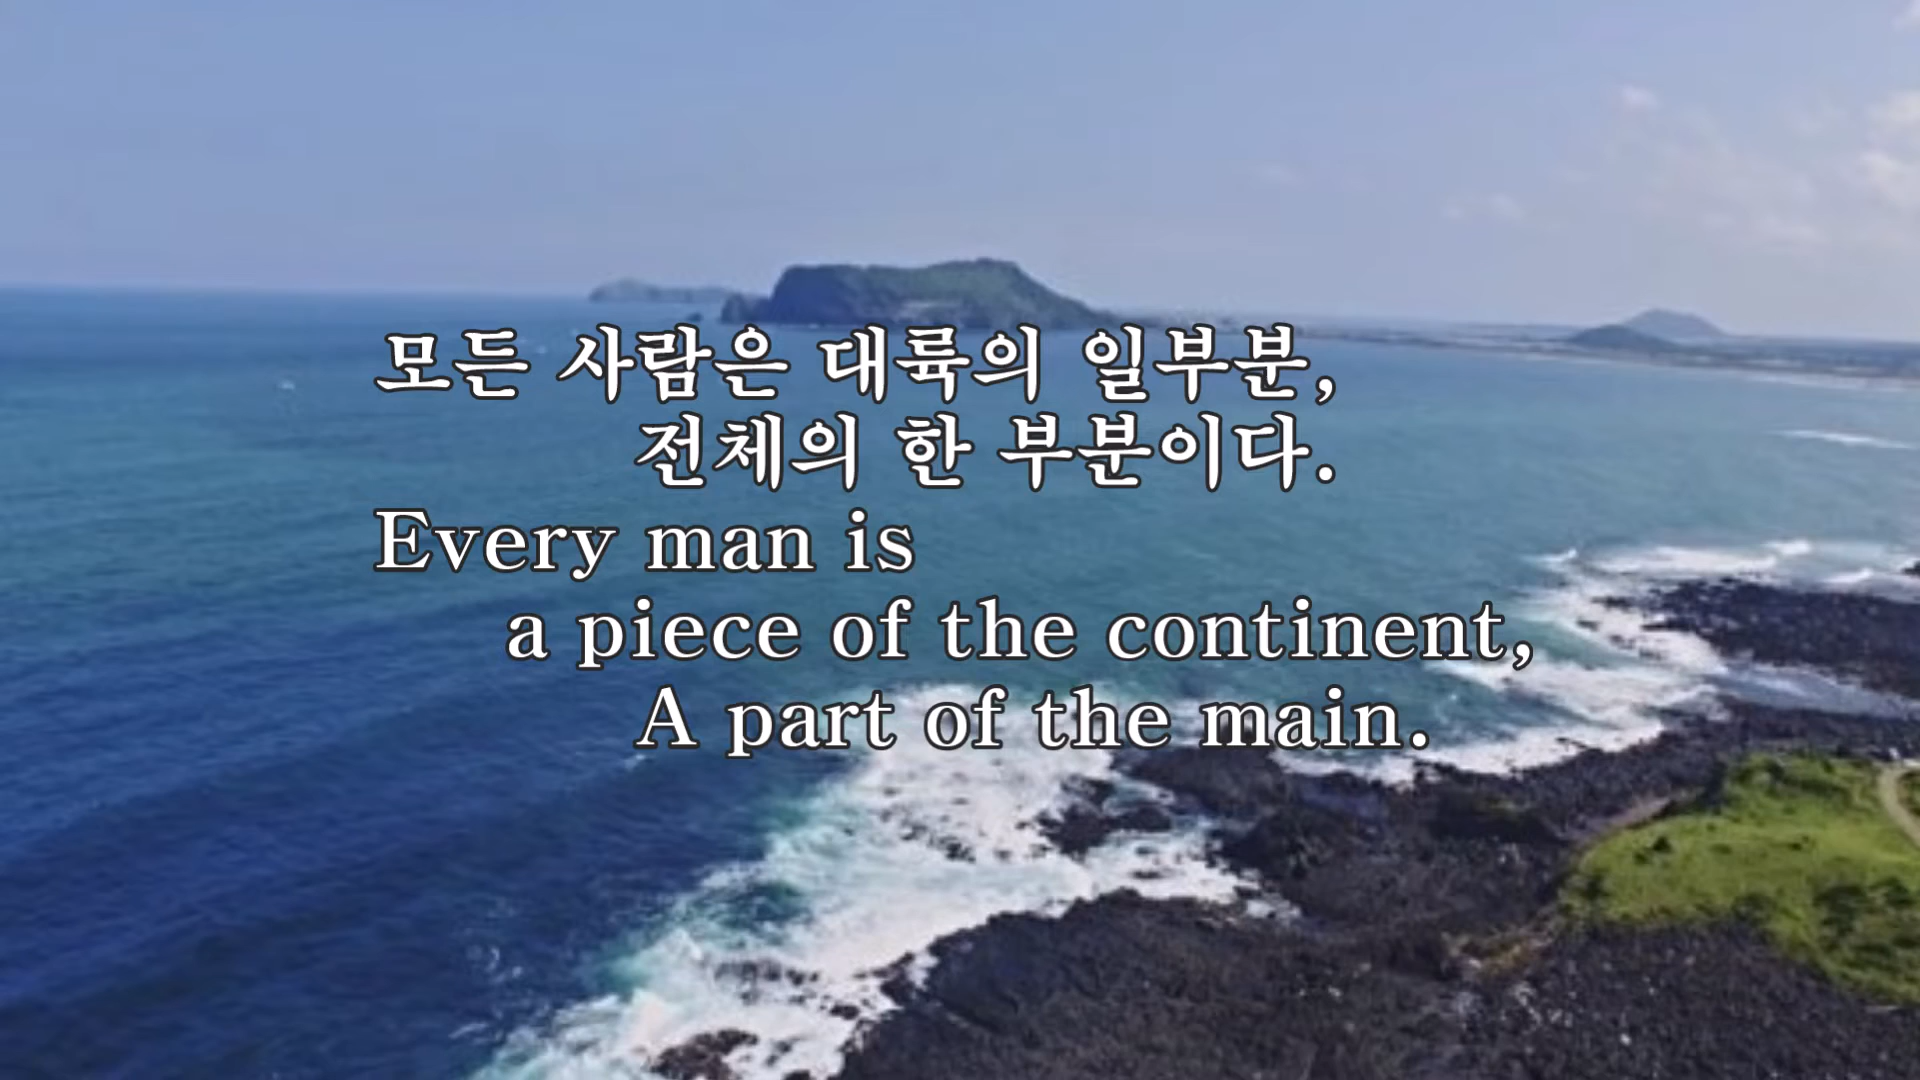 모든 사람은 대륙의 일부분,
전체의 한 부분이다.
Every man is
a piece of the continent,
A part of the main.